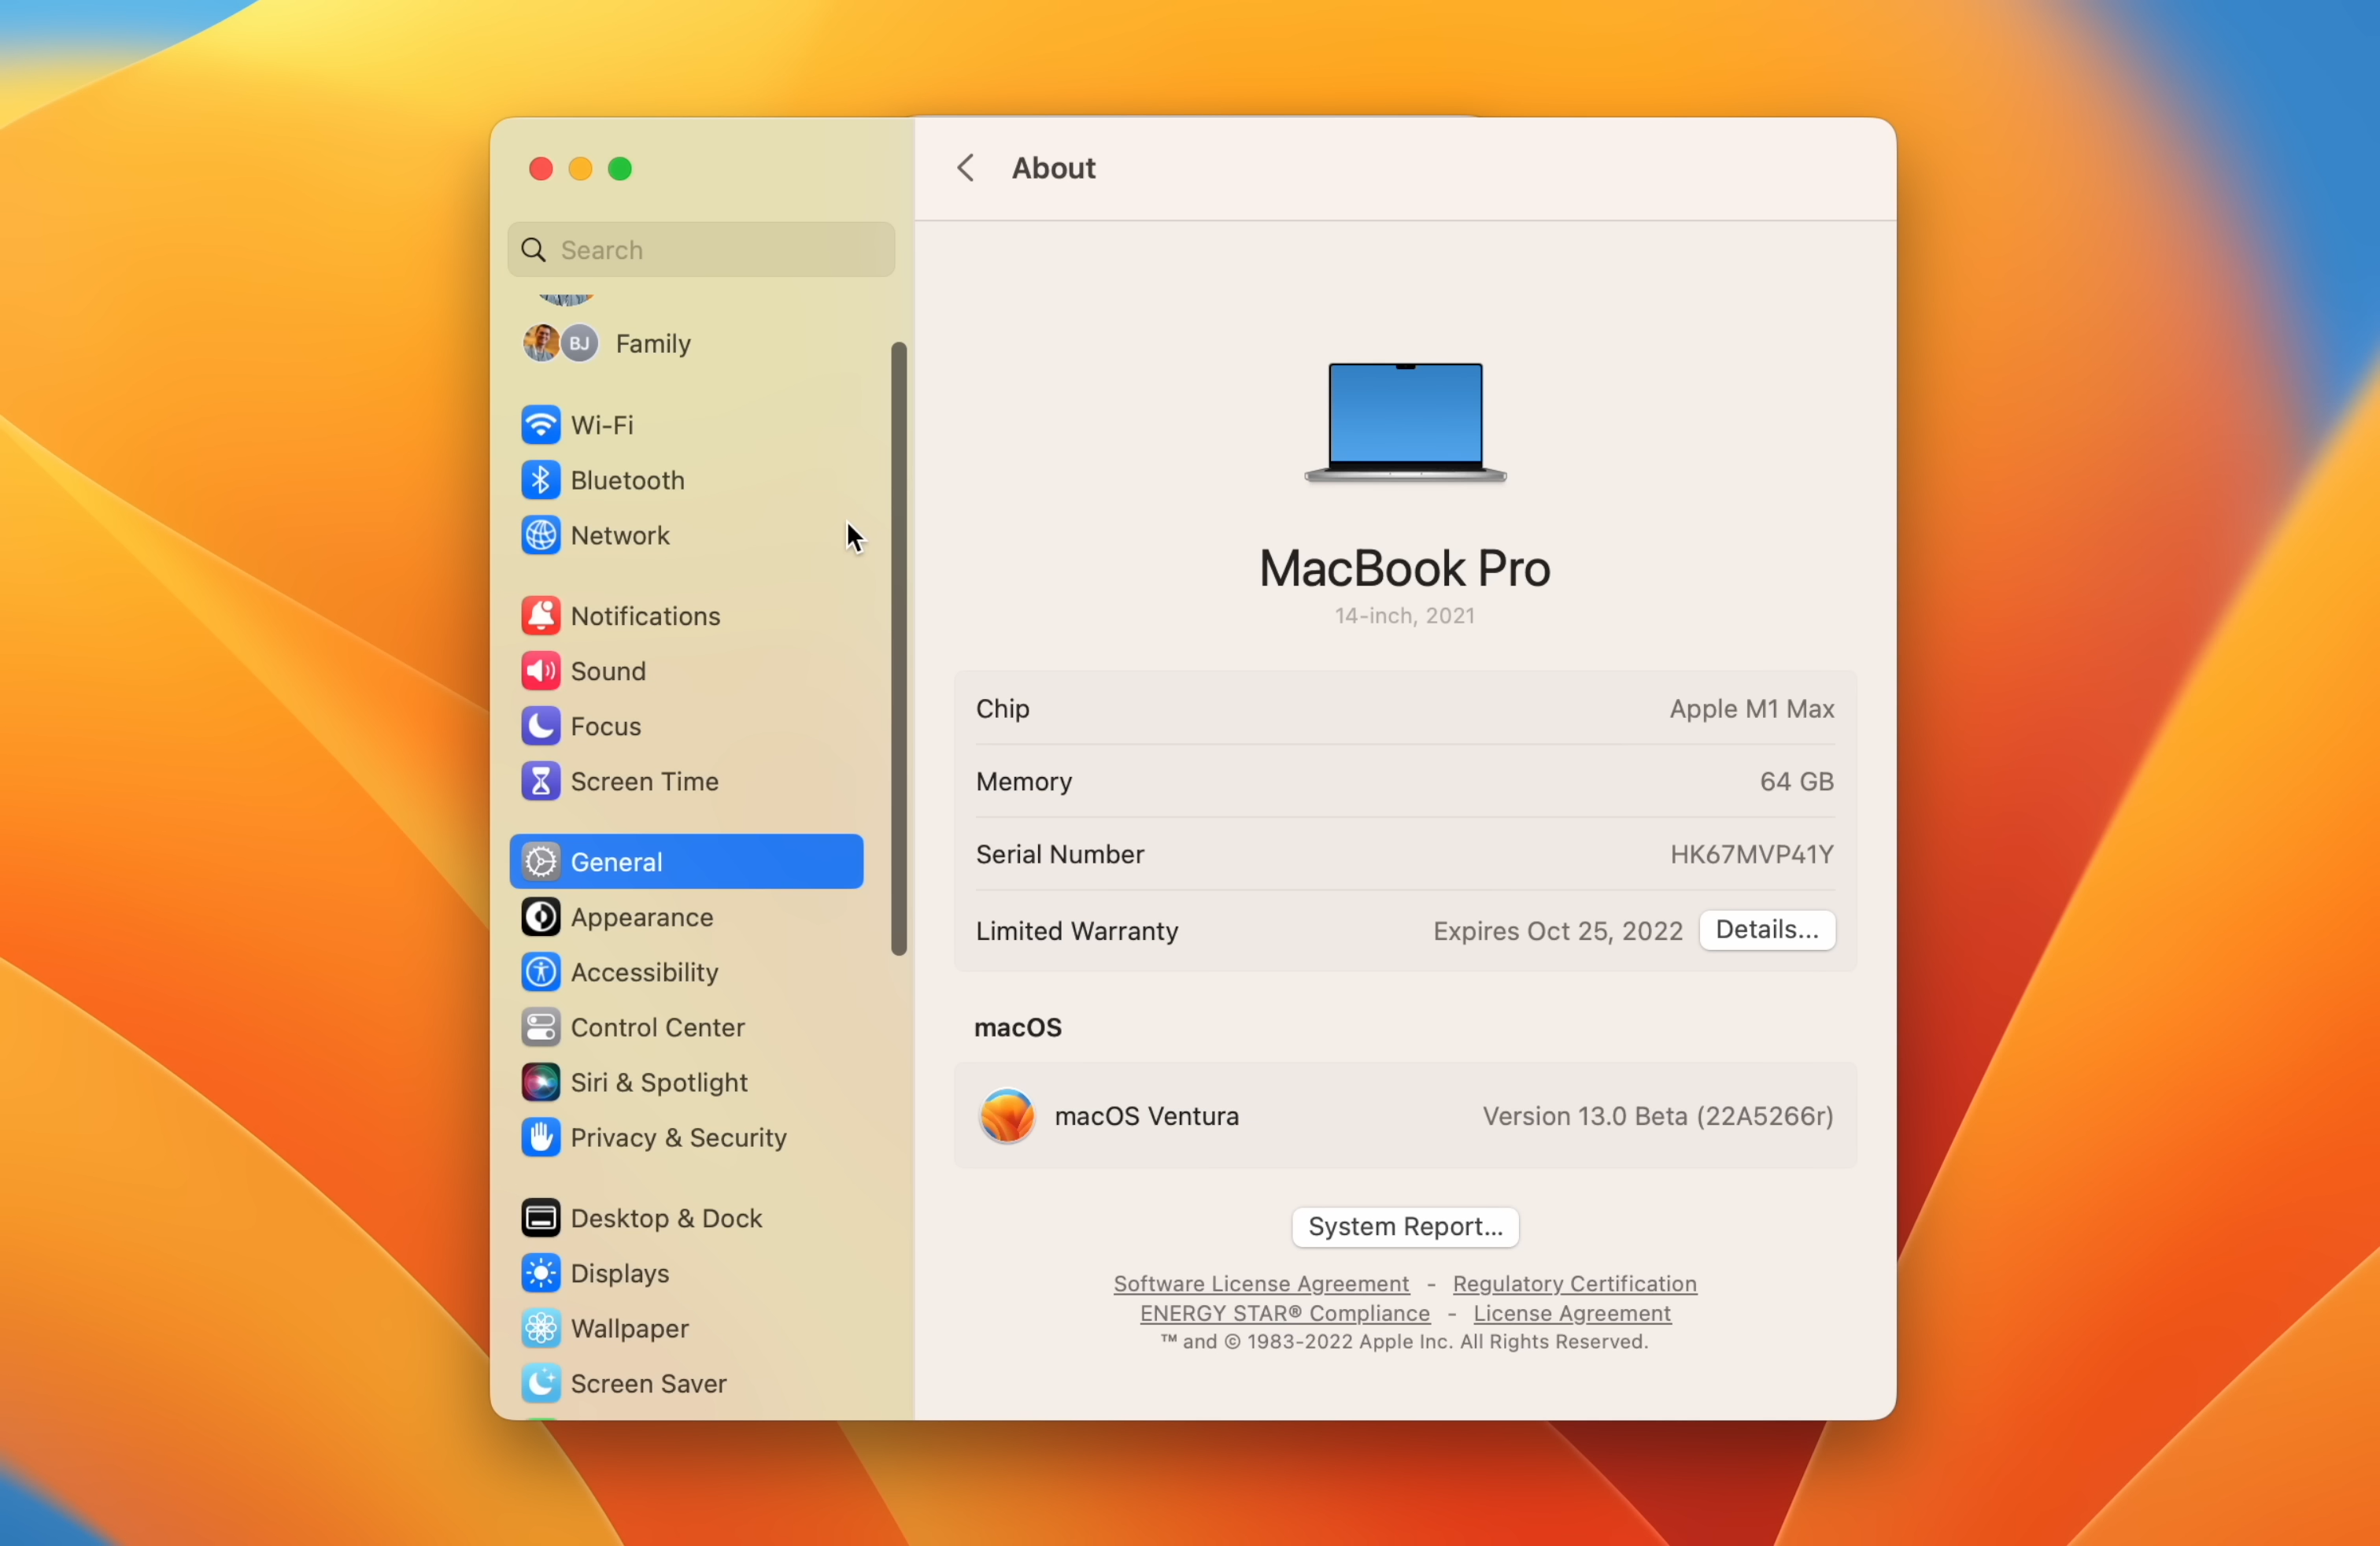 Search
BJ Family
Wi-Fi
Bluetooth
Network
Notifications
Sound
Focus
Screen Time
General
Appearance
Accessibility
Control Center
Siri & Spotlight
Privacy & Security
Desktop & Dock
Displays
Wallpaper
Screen Saver
About
MacBook Pro
14-inch, 2021
Chip Apple M1 Max
Memory 64 GB
Serial Number HK67MVP41Y
Limited Warranty Expires Oct 25, 2022 Details...
macOS
macOS Ventura Version 13.0 Beta (22A5266r)
System Report...
Software License Agreement - Regulatory Certification
ENERGY STAR® Compliance - License Agreement
™ and © 1983-2022 Apple Inc. All Rights Reserved.